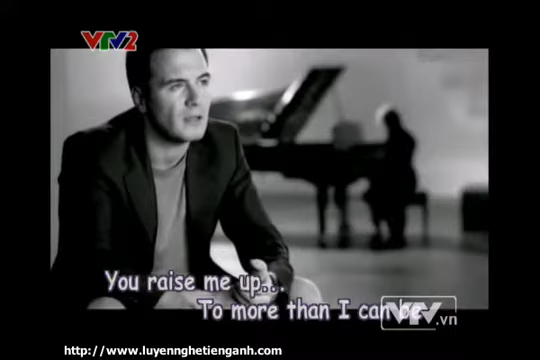 VTV2
You raise me up...
To more than I can be
VTV.vn
http://www.luyennghetienganh.com